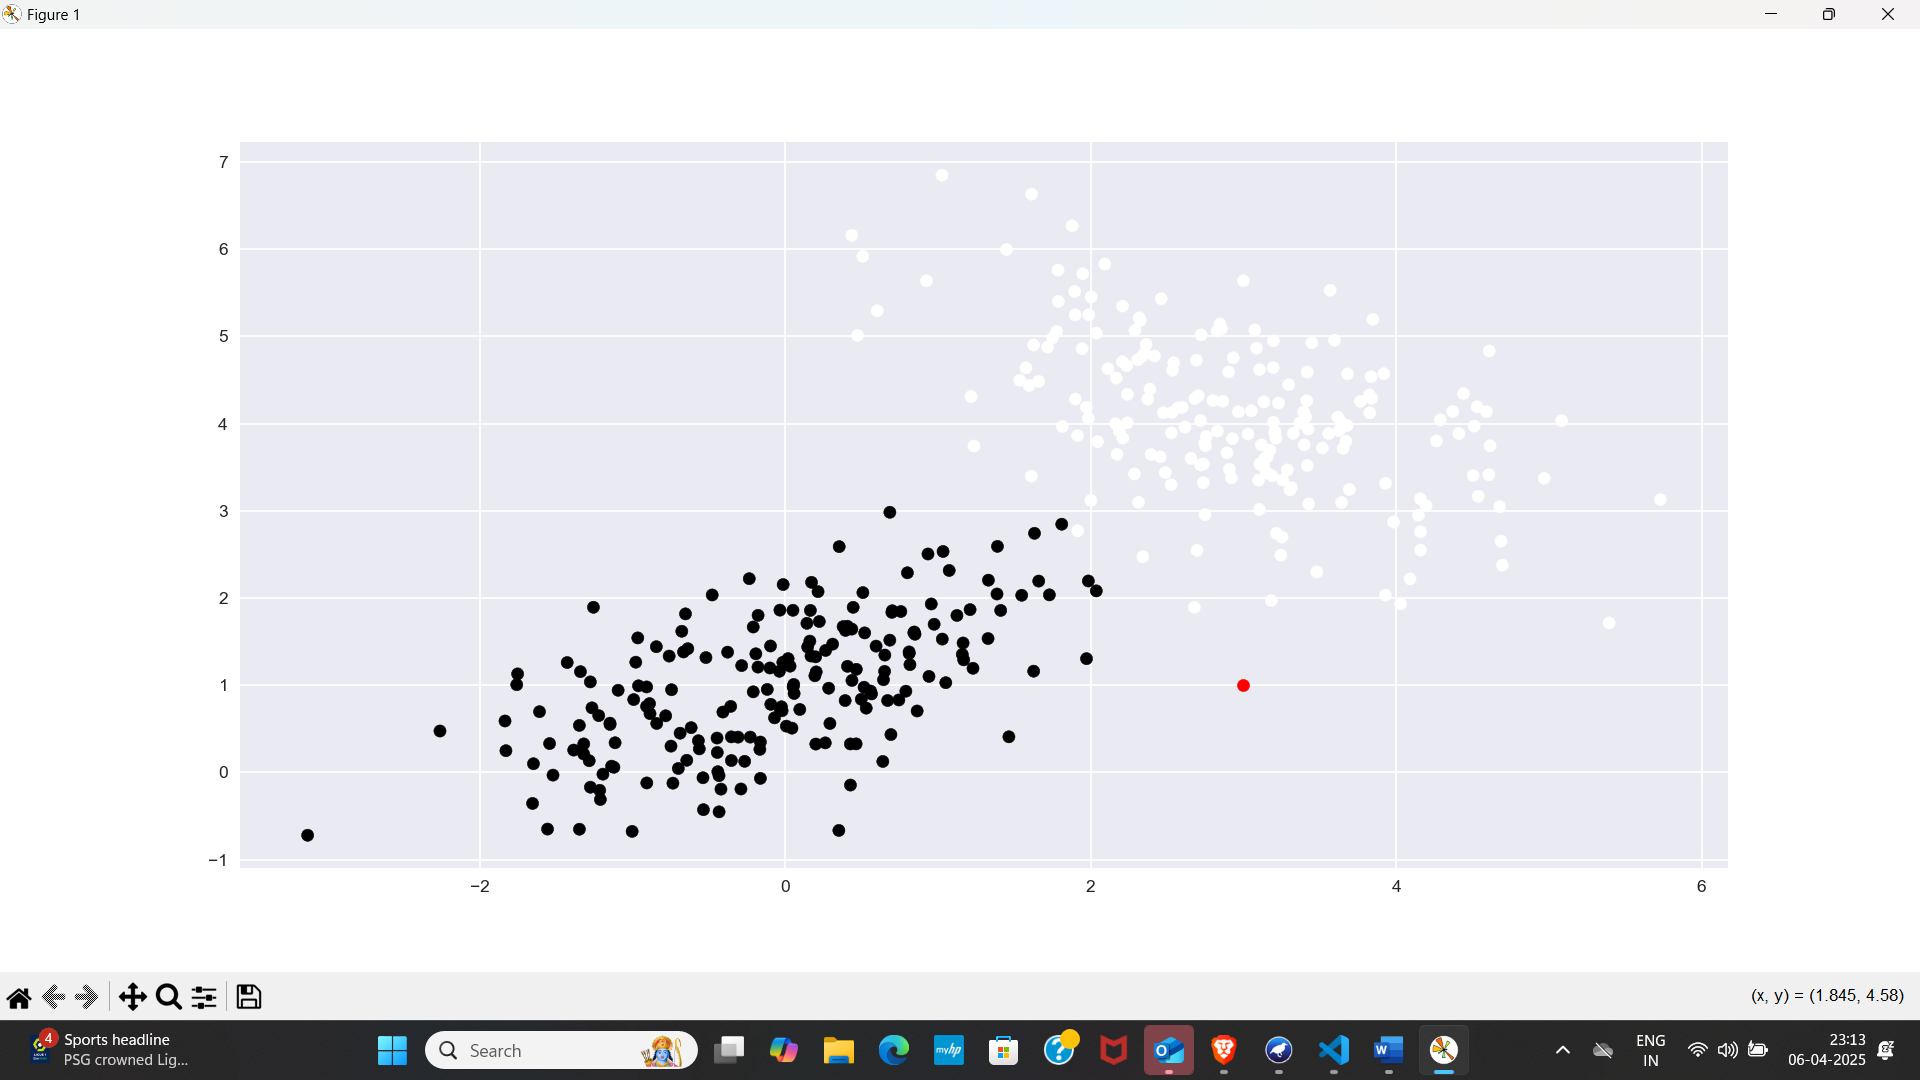 Figure 1
7
6
5
4
3
2
1
0
−1
−2
0
2
4
6
(x, y) = (1.845, 4.58)
4
Sports headline
PSG crowned Lig...
Search
myhp
ENG
IN
23:13
06-04-2025